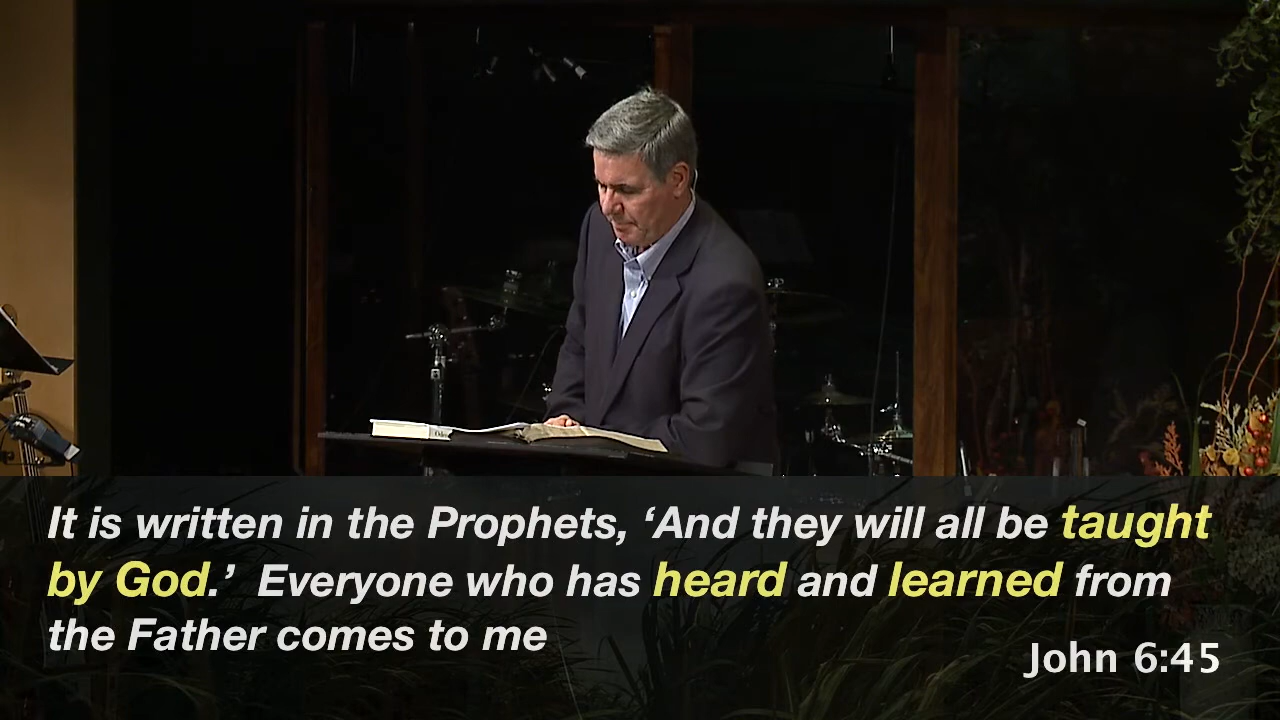 It is written in the Prophets, ‘And they will all be taught
by God.’ Everyone who has heard and learned from
the Father comes to me
John 6:45